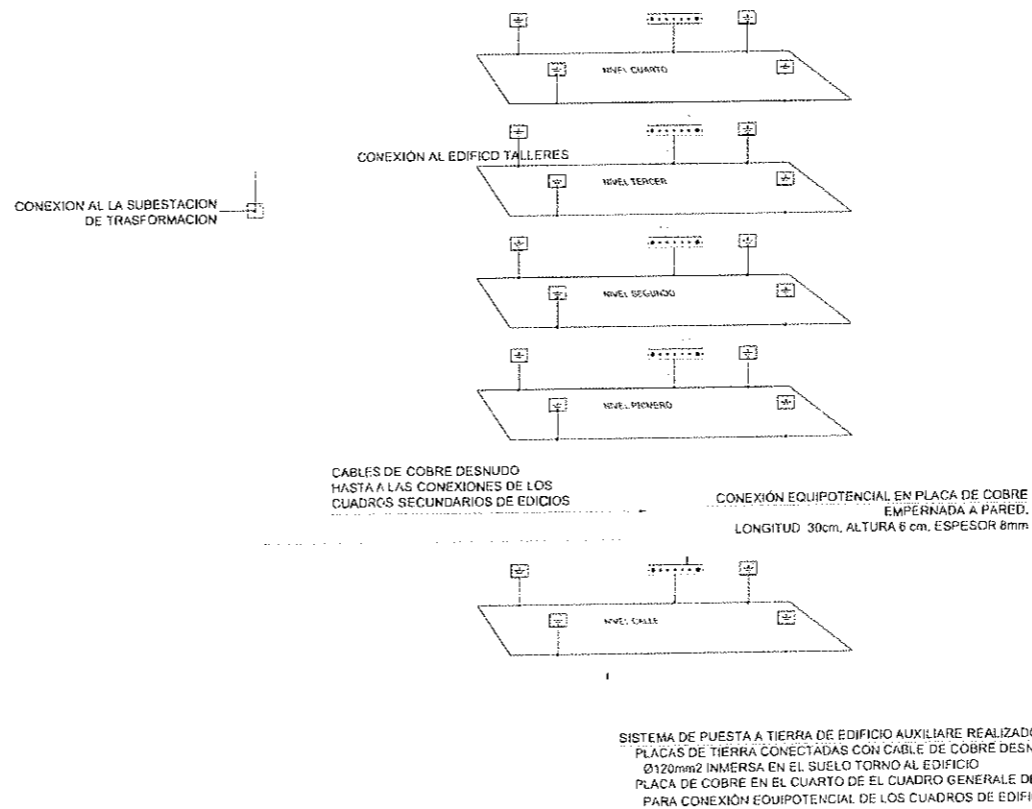 NIVEL CUARTO
CONEXIÓN AL EDIFICO TALLERES
NIVEL TERCER
CONEXION AL LA SUBESTACION
DE TRASFORMACION
NIVEL SEGUNDO
NIVEL PRIMERO
CABLES DE COBRE DESNUDO
HASTA A LAS CONEXIONES DE LOS
CUADROS SECUNDARIOS DE EDICIOS
CONEXIÓN EQUIPOTENCIAL EN PLACA DE COBRE
EMPERNADA A PARED.
LONGITUD 30cm, ALTURA 6 cm, ESPESOR 8mm
NIVEL CALLE
SISTEMA DE PUESTA A TIERRA DE EDIFICIO AUXILIARE REALIZADO
PLACAS DE TIERRA CONECTADAS CON CABLE DE COBRE DESN
Ø120mm2 INMERSA EN EL SUELO TORNO AL EDIFICIO
PLACA DE COBRE EN EL CUARTO DE EL CUADRO GENERALE DE
PARA CONEXIÓN EQUIPOTENCIAL DE LOS CUADROS DE EDIFI